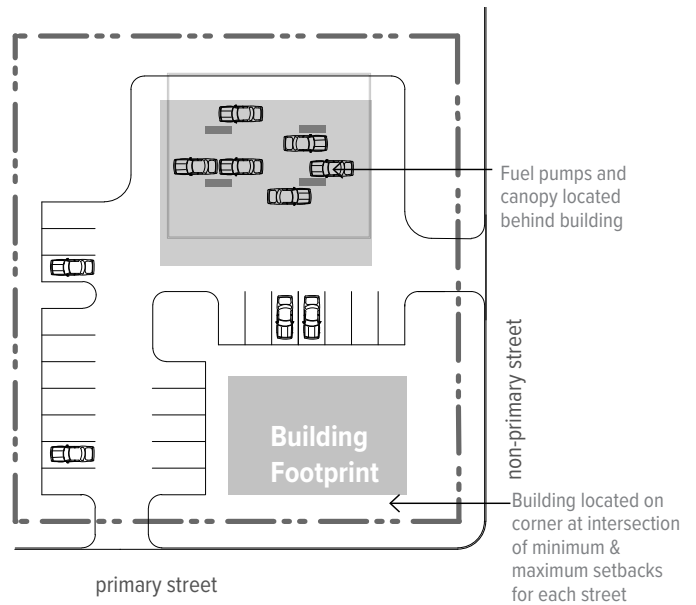 Fuel pumps and
canopy located
behind building
non-primary street
Building
Footprint
Building located on
corner at intersection
of minimum &
maximum setbacks
for each street
primary street